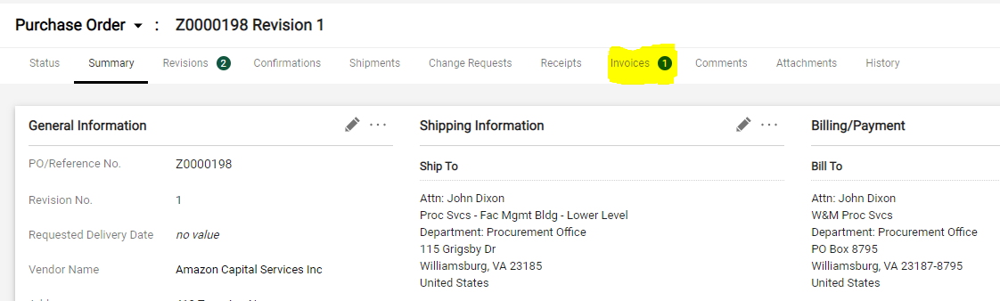 Purchase Order : Z0000198 Revision 1
Status Summary Revisions 2 Confirmations Shipments Change Requests Receipts Invoices 1 Comments Attachments History
General Information ...
PO/Reference No. Z0000198
Revision No. 1
Requested Delivery Date no value
Vendor Name Amazon Capital Services Inc
Shipping Information ...
Ship To
Attn: John Dixon
Proc Svcs - Fac Mgmt Bldg - Lower Level
Department: Procurement Office
115 Grigsby Dr
Williamsburg, VA 23185
United States
Billing/Payment
Bill To
Attn: John Dixon
W&M Proc Svcs
Department: Procurement Office
PO Box 8795
Williamsburg, VA 23187-8795
United States